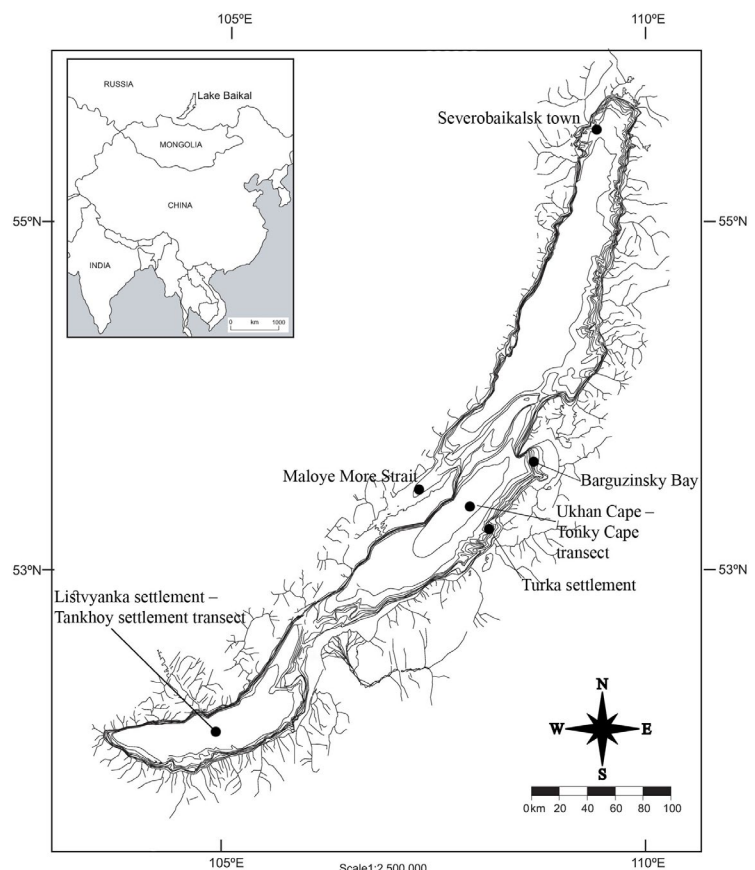 105ºE
110ºE
RUSSIA
Lake Baikal
MONGOLIA
CHINA
INDIA
0 km 1000
Severobaikalsk town
55ºN
55ºN
Maloye More Strait
Barguzinsky Bay
Ukhan Cape –
Tonky Cape
transect
Turka settlement
53ºN
53ºN
Listvyanka settlement –
Tankhoy settlement transect
N
W
E
S
0km 20 40 60 80 100
105ºE
110ºE
Scale1:2 500 000